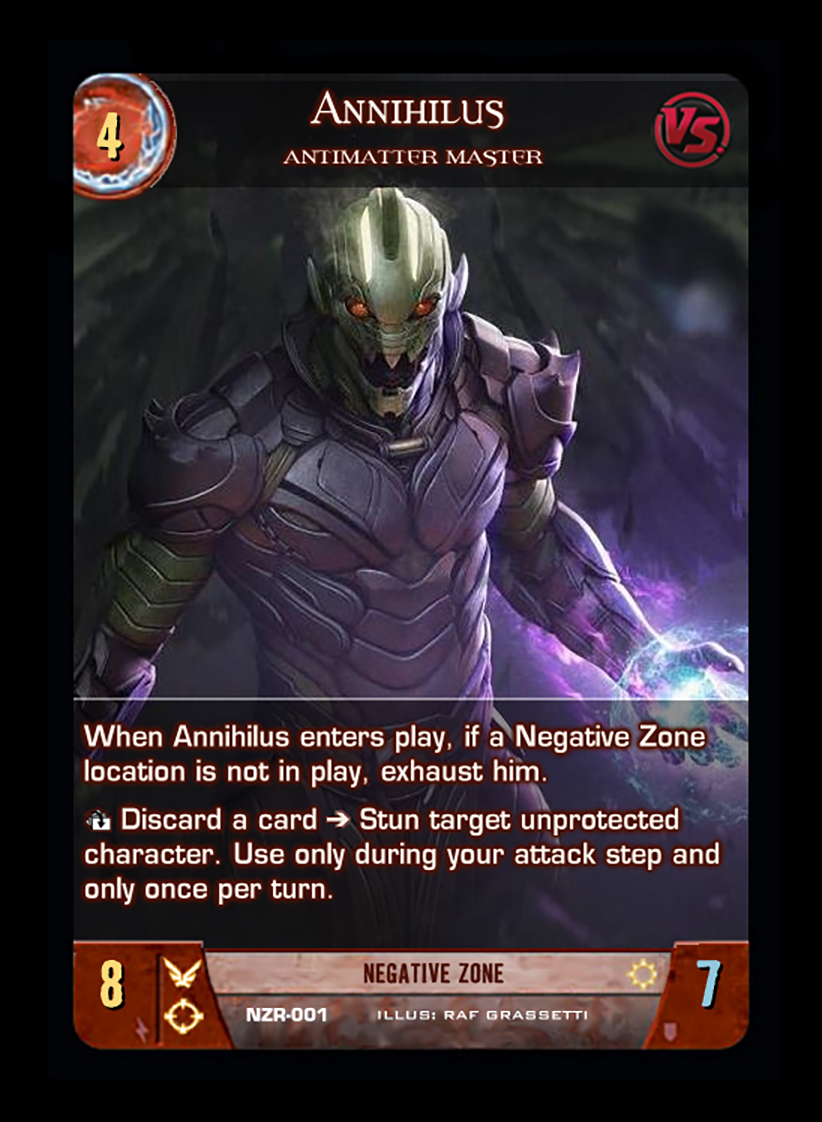 4
Annihilus
VS.
ANTIMATTER MASTER
When Annihilus enters play, if a Negative Zone
location is not in play, exhaust him.
Discard a card ➔ Stun target unprotected
character. Use only during your attack step and
only once per turn.
8
NEGATIVE ZONE
7
NZR-001 ILLUS: RAF GRASSETTI